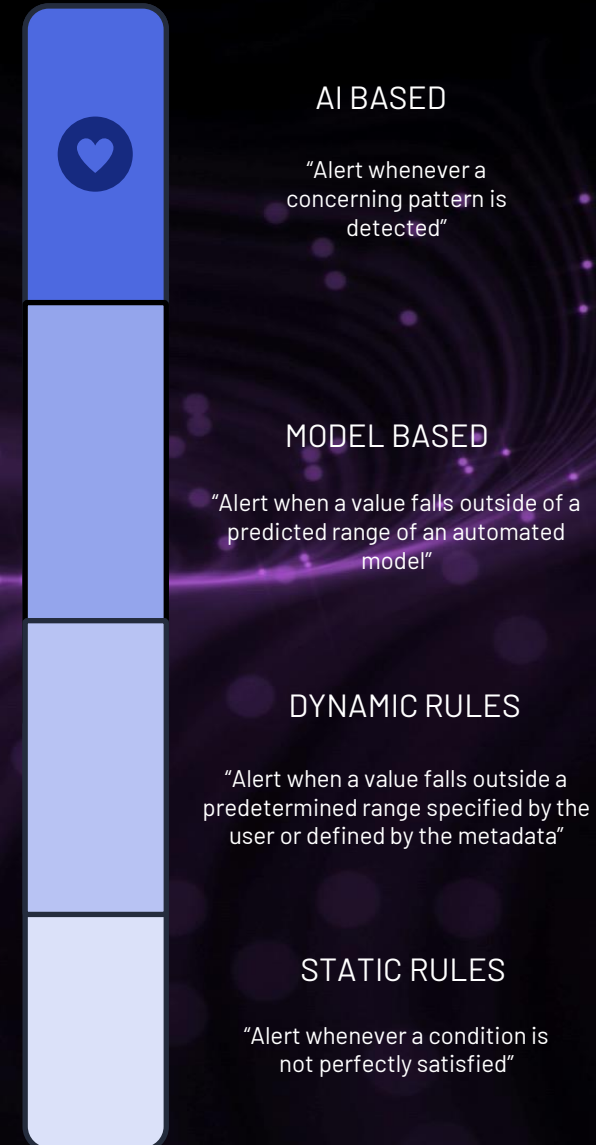 AI BASED
“Alert whenever a
concerning pattern is
detected”
MODEL BASED
“Alert when a value falls outside of a
predicted range of an automated
model”
DYNAMIC RULES
“Alert when a value falls outside a
predetermined range specified by the
user or defined by the metadata”
STATIC RULES
“Alert whenever a condition is
not perfectly satisfied”